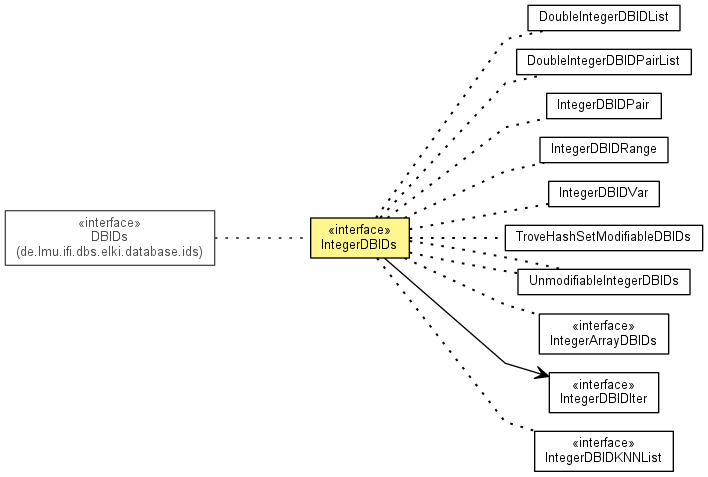 DoubleIntegerDBIDList
DoubleIntegerDBIDPairList
IntegerDBIDPair
IntegerDBIDRange
IntegerDBIDVar
«interface»
DBIDs
(de.lmu.ifi.dbs.elki.database.ids)
«interface»
IntegerDBIDs
TroveHashSetModifiableDBIDs
UnmodifiableIntegerDBIDs
«interface»
IntegerArrayDBIDs
«interface»
IntegerDBIDIter
«interface»
IntegerDBIDKNNList